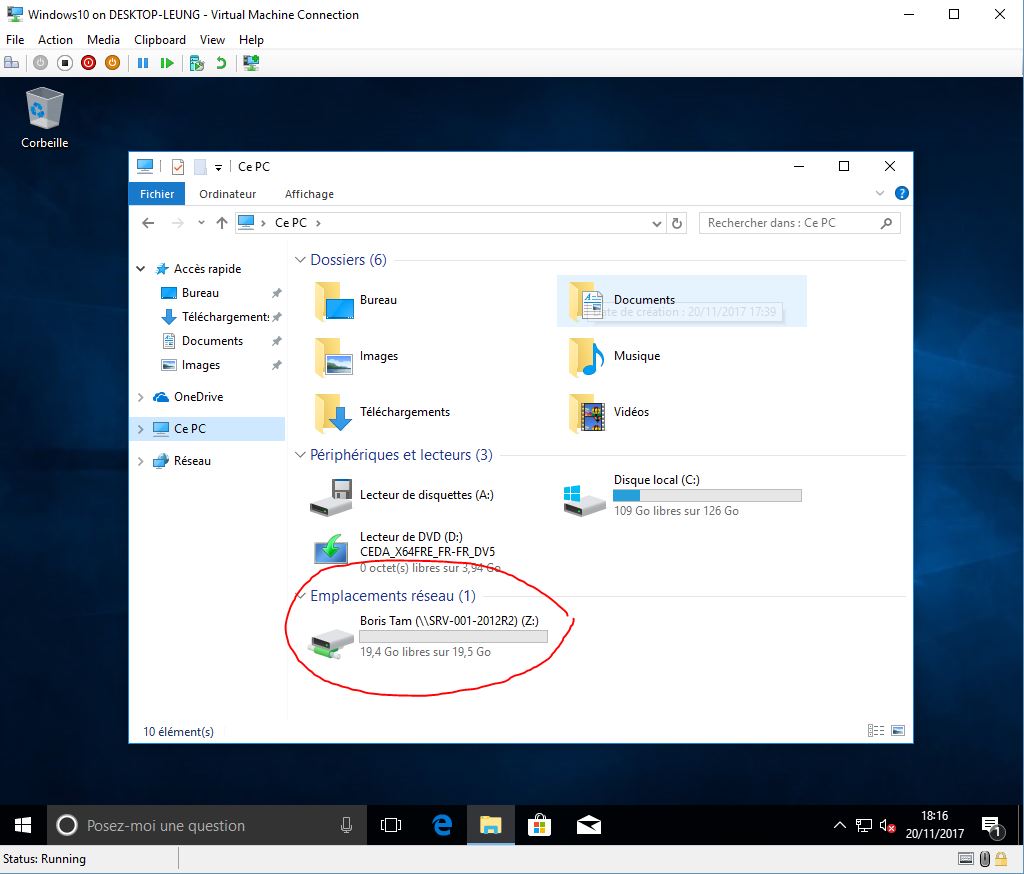 Windows10 on DESKTOP-LEUNG - Virtual Machine Connection
File Action Media Clipboard View Help
Corbeille
Ce PC
Fichier Ordinateur Affichage
Ce PC
Rechercher dans : Ce PC
Accès rapide
Bureau
Téléchargement
Documents
Images
OneDrive
Ce PC
Réseau
Dossiers (6)
Bureau
Documents
Date de création : 20/11/2017 17:39
Images
Musique
Téléchargements
Vidéos
Périphériques et lecteurs (3)
Lecteur de disquettes (A:)
Disque local (C:)
109 Go libres sur 126 Go
Lecteur de DVD (D:)
CEDA_X64FRE_FR-FR_DV5
0 octet(s) libres sur 3,94 Go
Emplacements réseau (1)
Boris Tam (\\SRV-001-2012R2) (Z:)
19,4 Go libres sur 19,5 Go
10 élément(s)
Posez-moi une question
18:16
20/11/2017
1
Status: Running